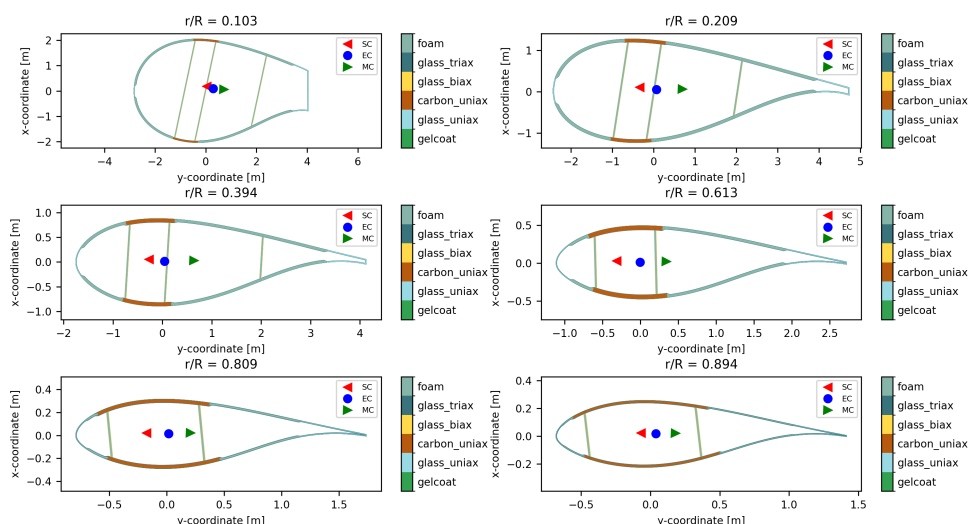 r/R = 0.103
x-coordinate [m]
2
1
0
−1
−2
−4
−2
0
2
4
y-coordinate [m]
SC
EC
MC
foam
glass_triax
glass_biax
carbon_uniax
glass_uniax
gelcoat
r/R = 0.209
x-coordinate [m]
1
0
−1
−2
−1
0
1
2
3
4
5
y-coordinate [m]
SC
EC
MC
foam
glass_triax
glass_biax
carbon_uniax
glass_uniax
gelcoat
r/R = 0.394
x-coordinate [m]
1.0
0.5
0.0
−0.5
−1.0
−2
−1
0
1
2
3
4
y-coordinate [m]
SC
EC
MC
foam
glass_triax
glass_biax
carbon_uniax
glass_uniax
gelcoat
r/R = 0.613
x-coordinate [m]
0.5
0.0
−0.5
−1.0
−0.5
0.0
0.5
1.0
1.5
2.0
2.5
y-coordinate [m]
SC
EC
MC
foam
glass_triax
glass_biax
carbon_uniax
glass_uniax
gelcoat
r/R = 0.809
x-coordinate [m]
0.4
0.2
0.0
−0.2
−0.4
−0.5
0.0
0.5
1.0
1.5
y-coordinate [m]
SC
EC
MC
foam
glass_triax
glass_biax
carbon_uniax
glass_uniax
gelcoat
r/R = 0.894
x-coordinate [m]
0.4
0.2
0.0
−0.2
−0.5
0.0
0.5
1.0
1.5
y-coordinate [m]
SC
EC
MC
foam
glass_triax
glass_biax
carbon_uniax
glass_uniax
gelcoat